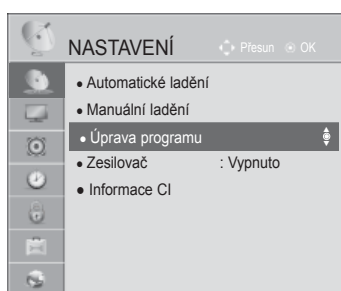 NASTAVENÍ Přesun OK
• Automatické ladění
• Manuální ladění
• Úprava programu
• Zesilovač : Vypnuto
• Informace CI